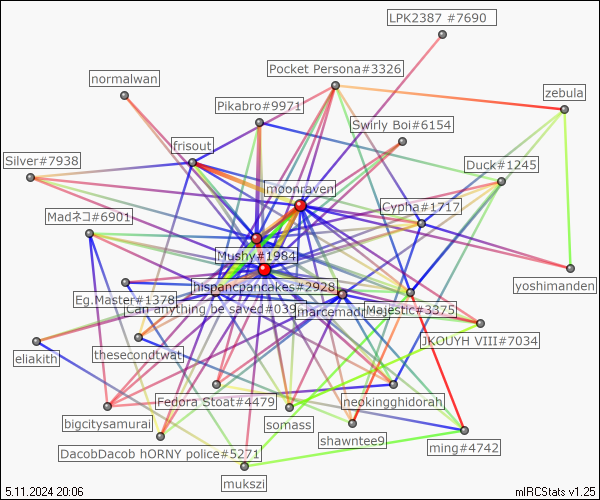 LPK2387 #7690
Pocket Persona#3326
normalwan
zebula
Pikabro#9971
Swirly Boi#6154
frisout
Silver#7938
Duck#1245
moonraven
Cypha#1717
Madネコ#6901
Mushy#1984
yoshimanden
hispancpancakes#2928
Eg.Master#1378
Can anything be saved#039
marcemadr
Majestic#3375
JKOUYH VIII#7034
eliakith
thesecondtwat
Fedora Stoat#4479
neokingghidorah
bigcitysamurai
somass
shawntee9
ming#4742
DacobDacob hORNY police#5271
mukszi
5.11.2024 20:06
mIRCStats v1.25